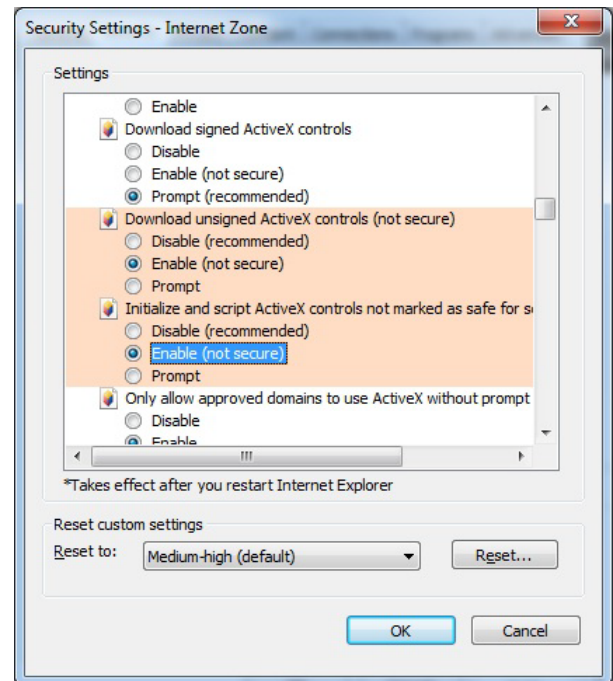 Security Settings - Internet Zone
Settings
Enable
Download signed ActiveX controls
Disable
Enable (not secure)
Prompt (recommended)
Download unsigned ActiveX controls (not secure)
Disable (recommended)
Enable (not secure)
Prompt
Initialize and script ActiveX controls not marked as safe for s
Disable (recommended)
Enable (not secure)
Prompt
Only allow approved domains to use ActiveX without prompt
Disable
Enable
*Takes effect after you restart Internet Explorer
Reset custom settings
Reset to:
Medium-high (default)
Reset...
OK
Cancel